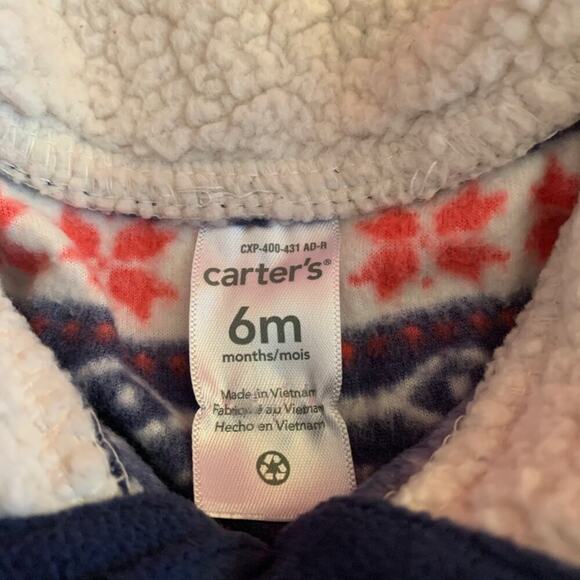 CXP-400-431 AD-R
carter's®
6m
months/mois
Made in Vietnam
Fabriqué au Vietnam
Hecho en Vietnam